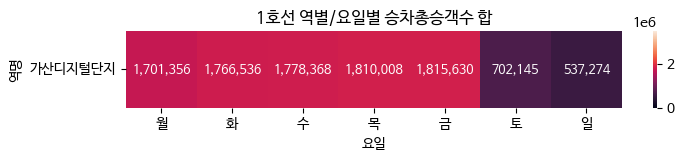 1호선 역별/요일별 승차총승객수 합
1e6
역명
가산디지털단지
1,701,356 1,766,536 1,778,368 1,810,008 1,815,630 702,145 537,274
2
0
월 화 수 목 금 토 일
요일